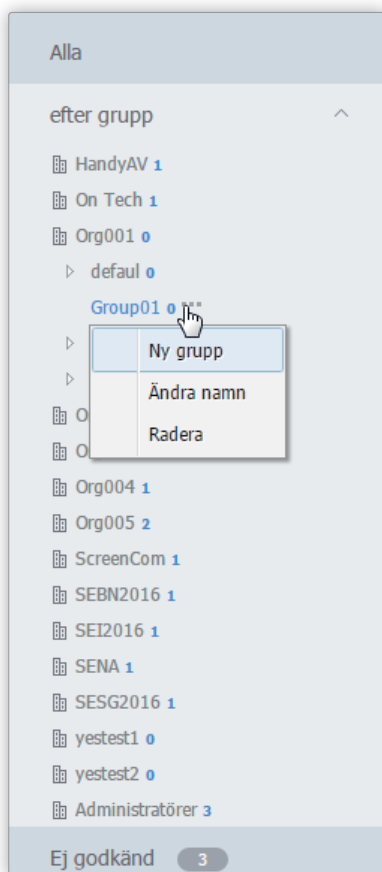 Alla
efter grupp
HandyAV 1
On Tech 1
Org001 0
defaul 0
Group01 0
Ny grupp
Ändra namn
Radera
Org004 1
Org005 2
ScreenCom 1
SEBN2016 1
SEI2016 1
SENA 1
SESG2016 1
yestest1 0
yestest2 0
Administratörer 3
Ej godkänd 3